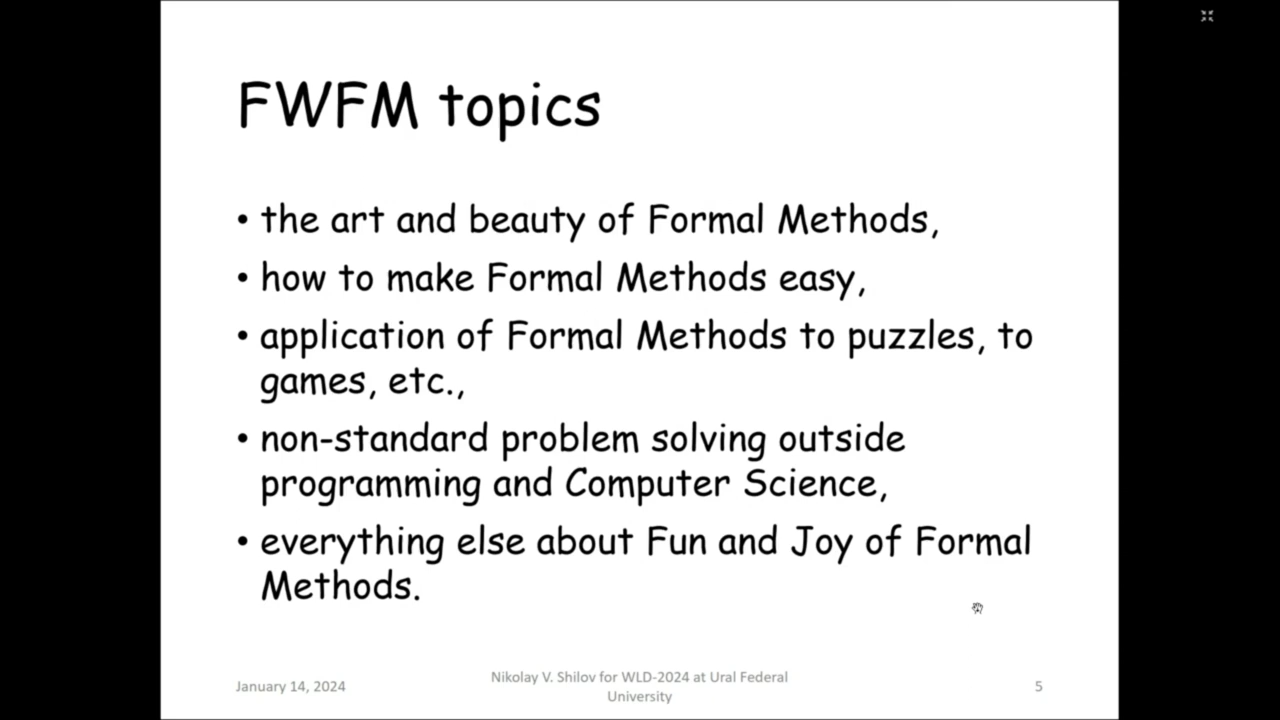 FWFM topics
• the art and beauty of Formal Methods,
• how to make Formal Methods easy,
• application of Formal Methods to puzzles, to
games, etc.,
• non-standard problem solving outside
programming and Computer Science,
• everything else about Fun and Joy of Formal
Methods.
January 14, 2024
Nikolay V. Shilov for WLD-2024 at Ural Federal
University
5